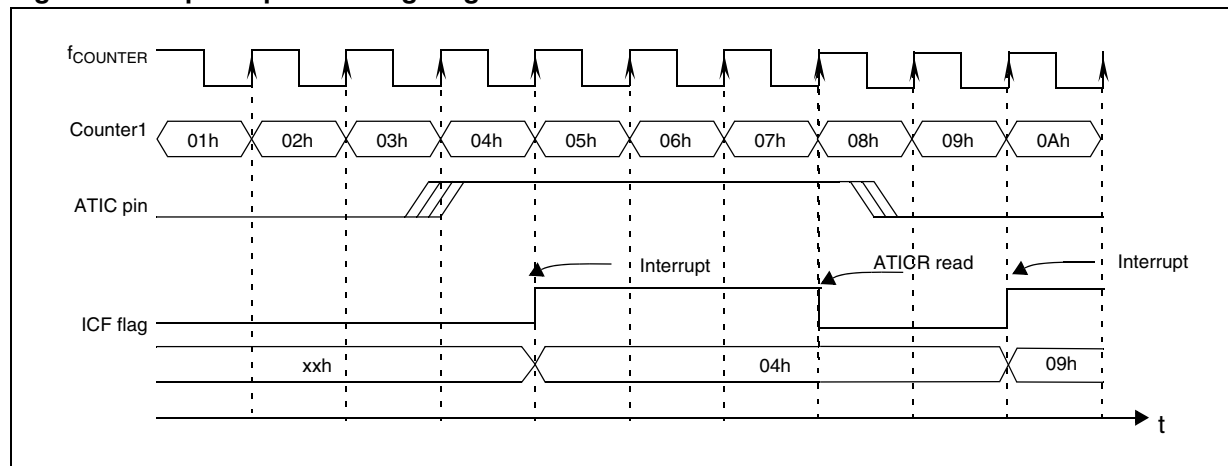 fCOUNTER
Counter1 01h 02h 03h 04h 05h 06h 07h 08h 09h 0Ah
ATIC pin
Interrupt ATICR read Interrupt
ICF flag
xxh 04h 09h
t